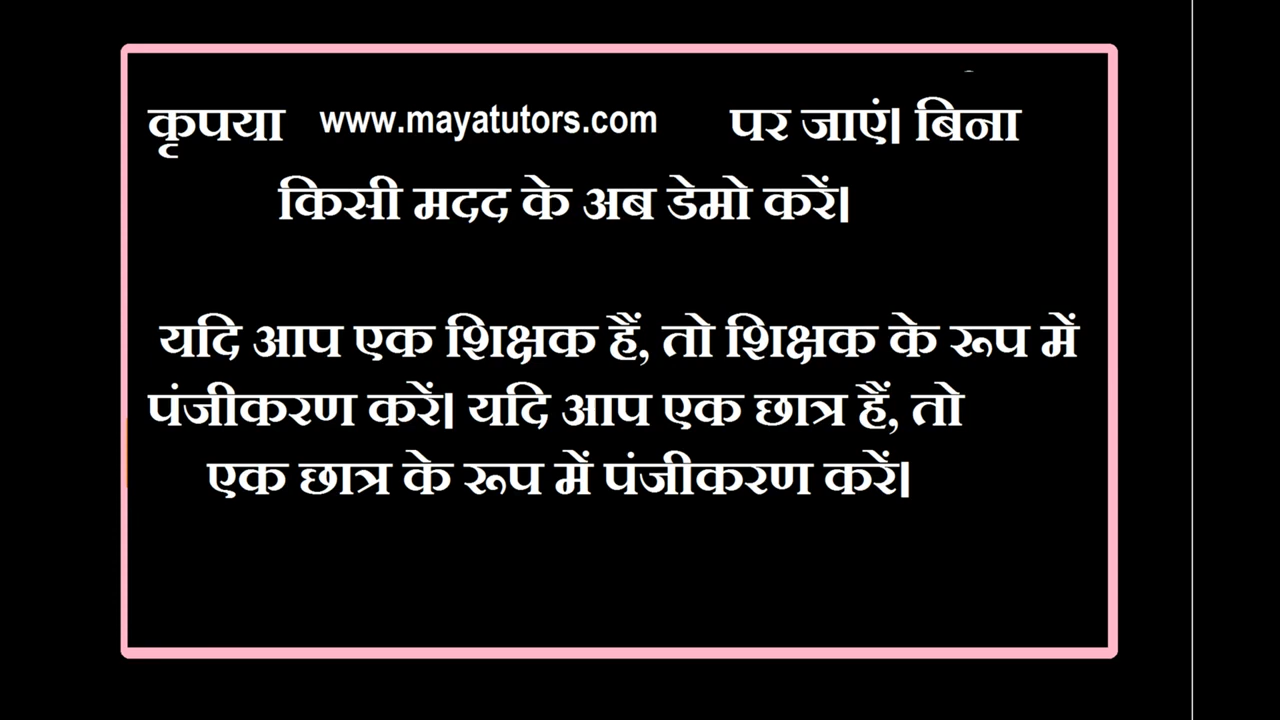 कृपया www.mayatutors.com पर जाएं। बिना
किसी मदद के अब डेमो करें।
यदि आप एक शिक्षक हैं, तो शिक्षक के रूप में
पंजीकरण करें। यदि आप एक छात्र हैं, तो
एक छात्र के रूप में पंजीकरण करें।